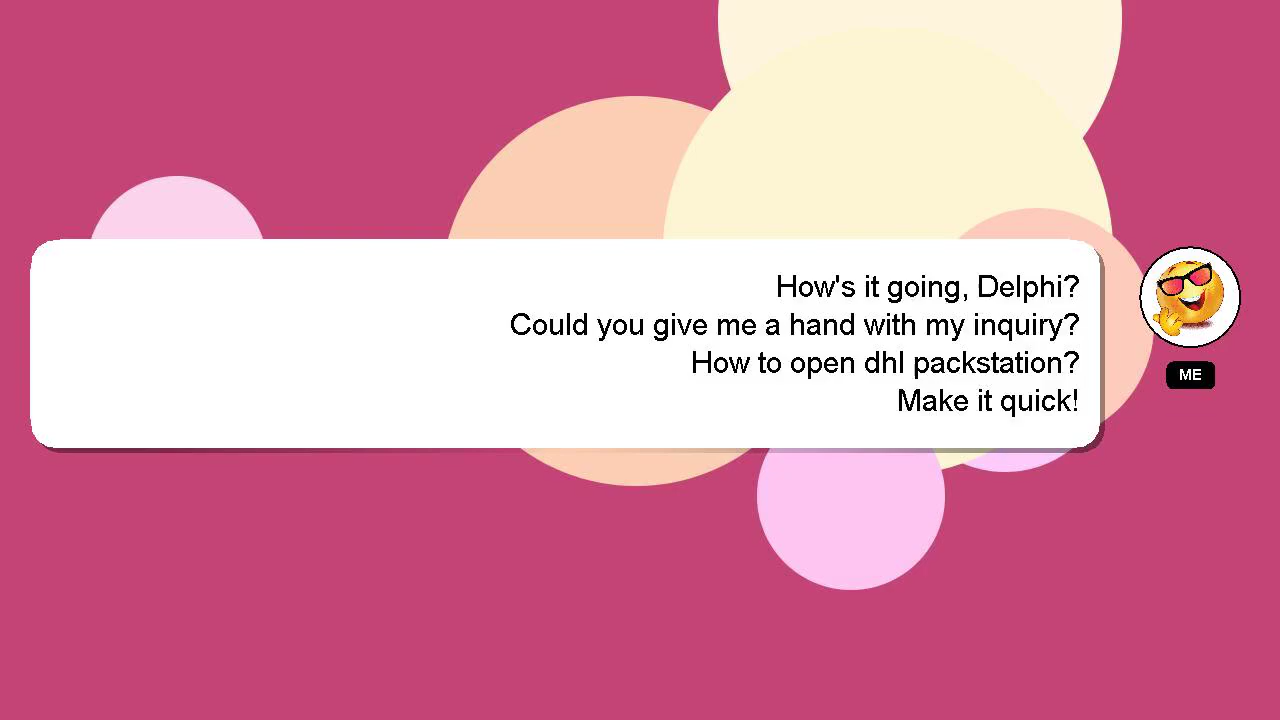 How's it going, Delphi?
Could you give me a hand with my inquiry?
How to open dhl packstation?
Make it quick!
ME